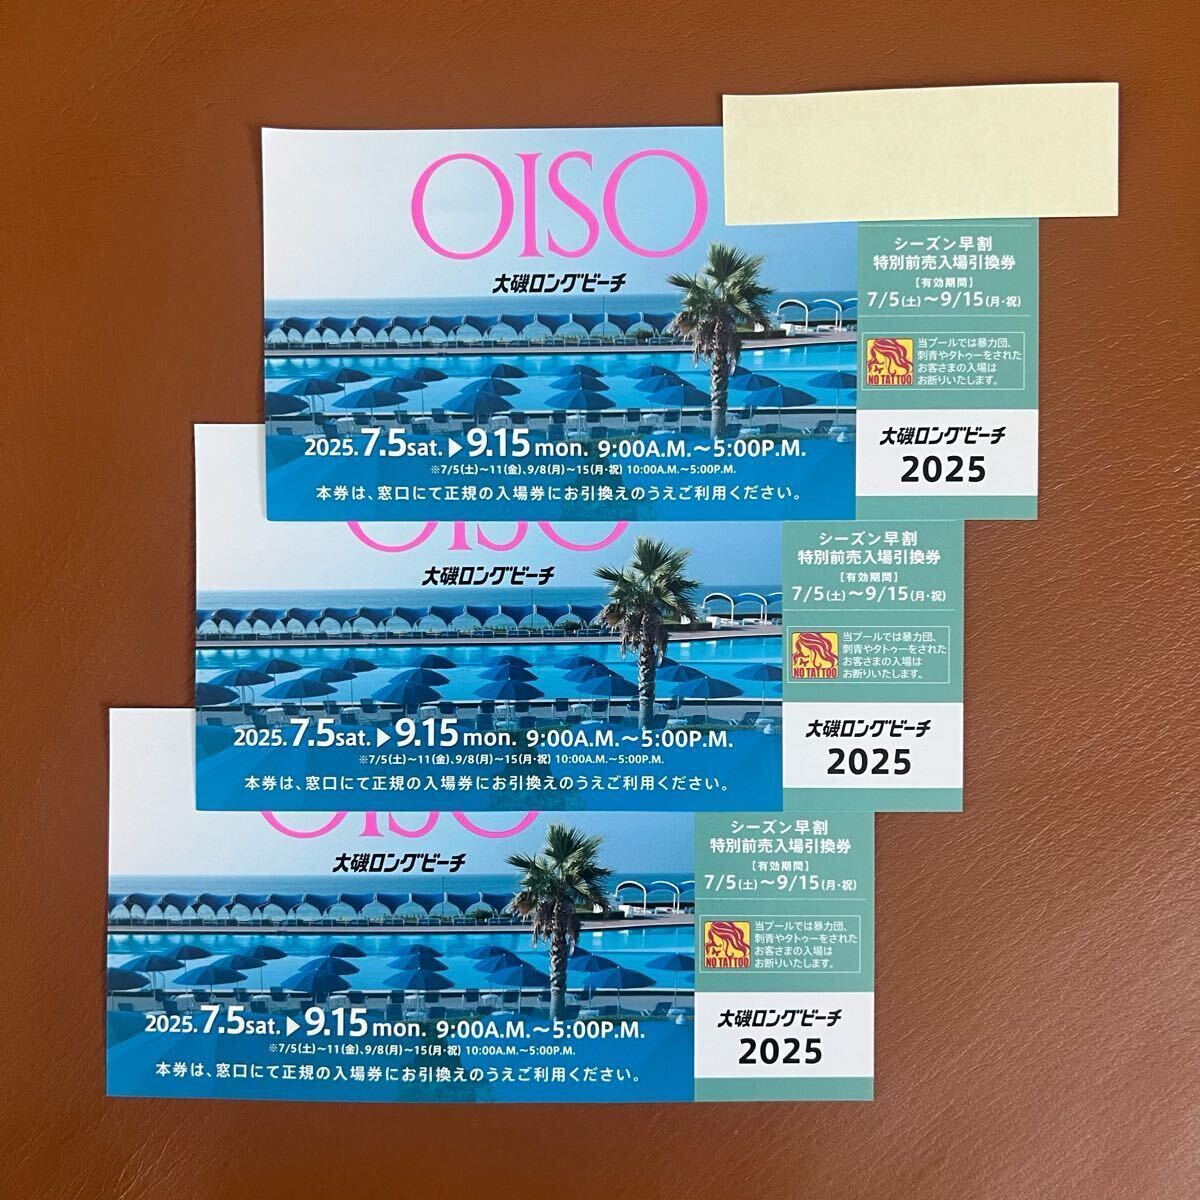 OISO
大磯ロングビーチ
2025. 7.5sat. ▶ 9.15 mon. 9:00A.M.～5:00P.M.
※7/5(土)～11(金)、9/8(月)～15(月・祝) 10:00A.M.～5:00P.M.
本券は、窓口にて正規の入場券にお引換えのうえご利用ください。
シーズン早割
特別前売入場引換券
【有効期間】
7/5(土)～9/15(月・祝)
NO TATTOO
当プールでは暴力団、
刺青やタトゥーをされた
お客さまの入場は
お断りいたします。
大磯ロングビーチ
2025
OISO
大磯ロングビーチ
2025. 7.5sat. ▶ 9.15 mon. 9:00A.M.～5:00P.M.
※7/5(土)～11(金)、9/8(月)～15(月・祝) 10:00A.M.～5:00P.M.
本券は、窓口にて正規の入場券にお引換えのうえご利用ください。
シーズン早割
特別前売入場引換券
【有効期間】
7/5(土)～9/15(月・祝)
NO TATTOO
当プールでは暴力団、
刺青やタトゥーをされた
お客さまの入場は
お断りいたします。
大磯ロングビーチ
2025
OISO
大磯ロングビーチ
2025. 7.5sat. ▶ 9.15 mon. 9:00A.M.～5:00P.M.
※7/5(土)～11(金)、9/8(月)～15(月・祝) 10:00A.M.～5:00P.M.
本券は、窓口にて正規の入場券にお引換えのうえご利用ください。
シーズン早割
特別前売入場引換券
【有効期間】
7/5(土)～9/15(月・祝)
NO TATTOO
当プールでは暴力団、
刺青やタトゥーをされた
お客さまの入場は
お断りいたします。
大磯ロングビーチ
2025